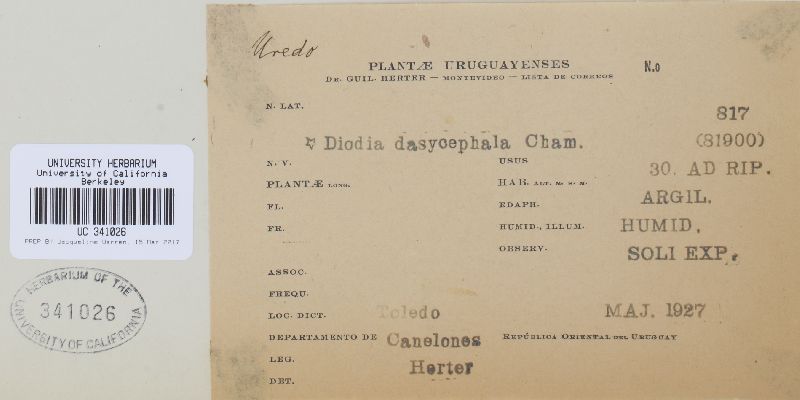 Uredo
PLANTÆ URUGUAYENSES
N.o
DR. GUIL. HERTER — MONTEVIDEO — LISTA DE CORREOS
N. LAT.
817
Diodia dasycephala Cham.
(81900)
N. V.
USUS
30. AD RIP.
PLANTÆ LONG.
HAB. ALT. M. S. M.
ARGIL.
FL.
EDAPH.
FR.
HUMID., ILLUM.
HUMID,
OBSERV.
SOLI EXP.
ASSOC.
FREQU.
LOC. DICT. Toledo
MAJ. 1927
DEPARTAMENTO DE Canelones
REPÚBLICA ORIENTAL DEL URUGUAY
LEG. Herter
DET.
UNIVERSITY HERBARIUM
University of California
Berkeley
UC 341026
PREP BY Jacqueline Darren, 15 Mar 2017
HERBARIUM OF THE
341026
UNIVERSITY OF CALIFORNIA